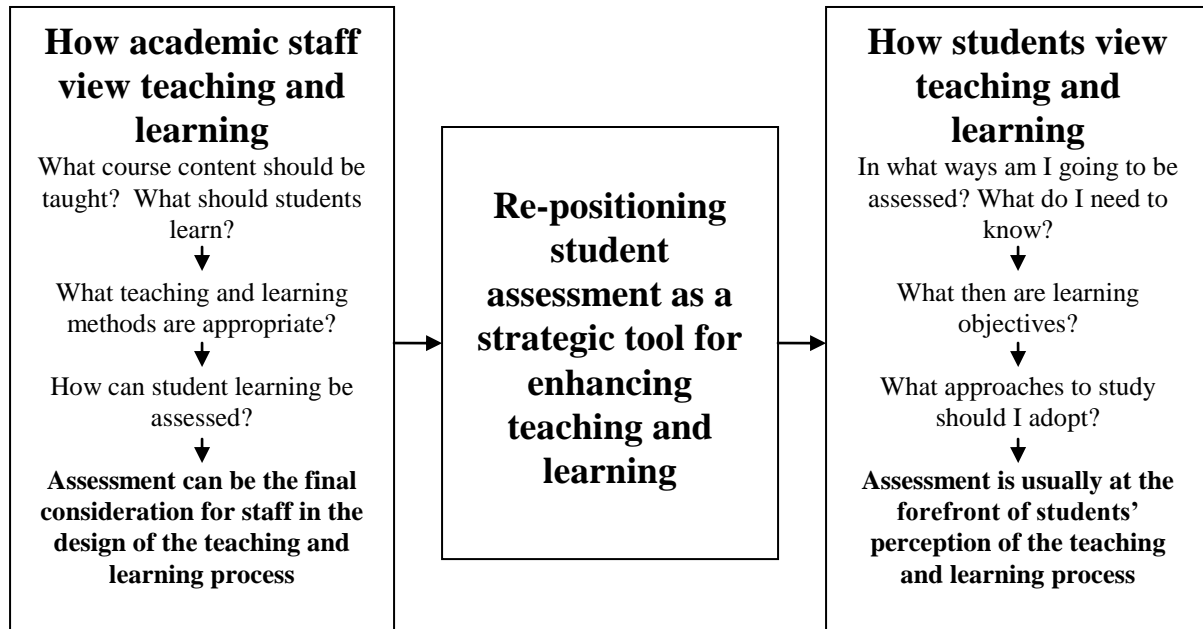 How academic staff
view teaching and
learning
What course content should be
taught?  What should students
learn?
What teaching and learning
methods are appropriate?
How can student learning be
assessed?
Assessment can be the final
consideration for staff in the
design of the teaching and
learning process
Re-positioning
student
assessment as a
strategic tool for
enhancing
teaching and
learning
How students view
teaching and
learning
In what ways am I going to be
assessed? What do I need to
know?
What then are learning
objectives?
What approaches to study
should I adopt?
Assessment is usually at the
forefront of students’
perception of the teaching
and learning process